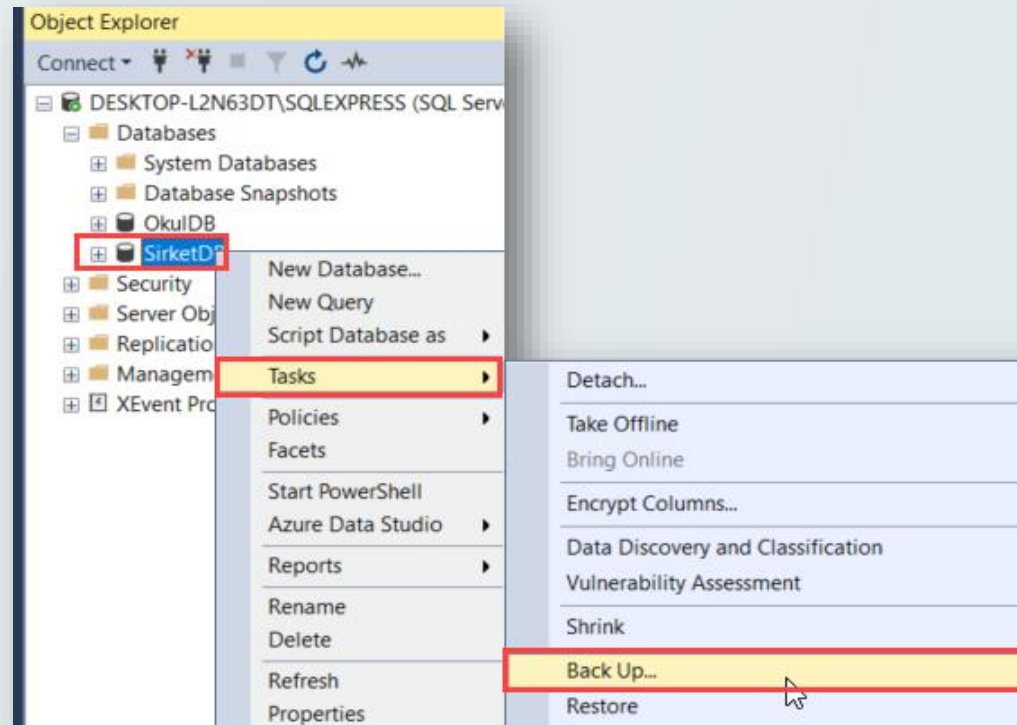 Object Explorer
Connect
DESKTOP-L2N63DT\SQLEXPRESS (SQL Serv
Databases
System Databases
Database Snapshots
OkulDB
SirketD
Security
Server Obj
Replicatio
Managem
XEvent Pro
New Database...
New Query
Script Database as
Tasks
Policies
Facets
Start PowerShell
Azure Data Studio
Reports
Rename
Delete
Refresh
Properties
Detach...
Take Offline
Bring Online
Encrypt Columns...
Data Discovery and Classification
Vulnerability Assessment
Shrink
Back Up...
Restore